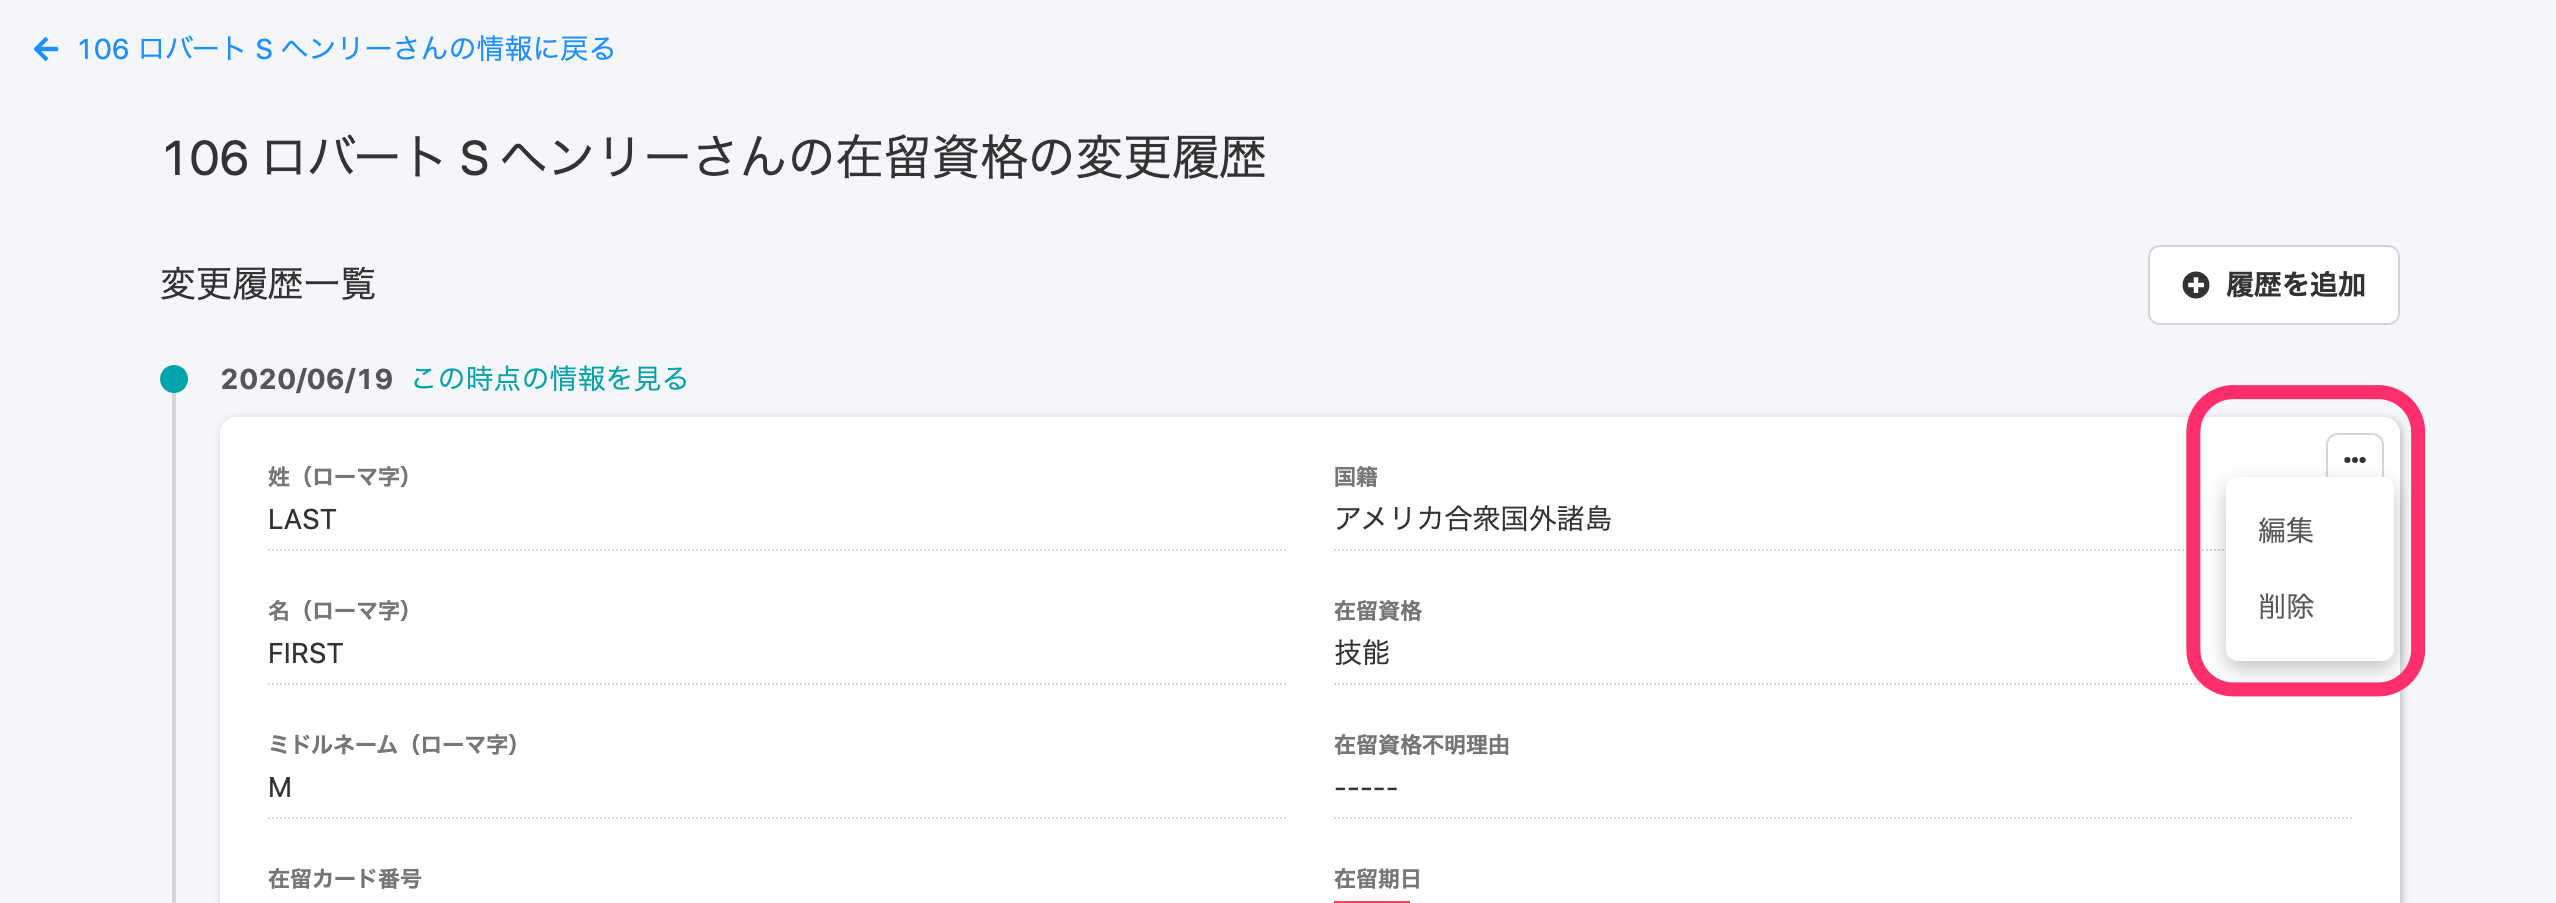 106 ロバート S ヘンリーさんの情報に戻る
106 ロバート S ヘンリーさんの在留資格の変更履歴
変更履歴一覧
履歴を追加
2020/06/19 この時点の情報を見る
姓（ローマ字）
LAST
国籍
アメリカ合衆国外諸島
編集
削除
名（ローマ字）
FIRST
在留資格
技能
ミドルネーム（ローマ字）
M
在留資格不明理由
-----
在留カード番号
在留期日